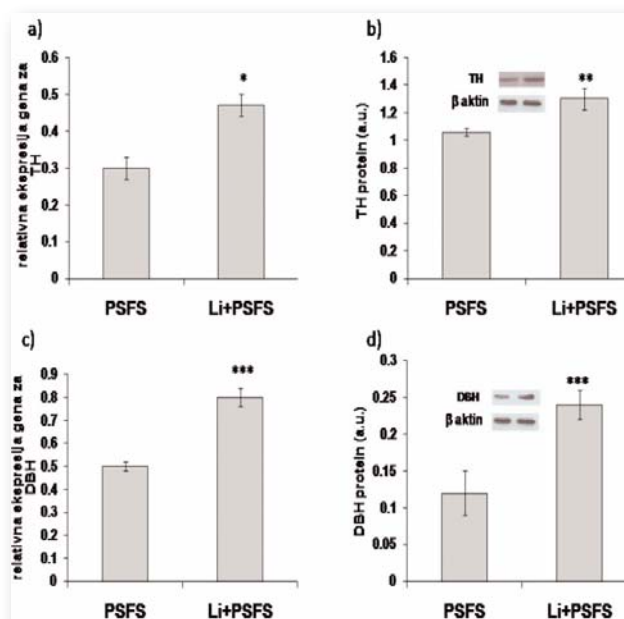 a)
relativna ekspresija gena za
TH
0.6
0.5
0.4
0.3
0.2
0.1
0
*
PSFS Li+PSFS
b)
TH protein (a.u.)
1.6
1.4
1.2
1
0.8
0.6
0.4
0.2
0
TH
β aktin
**
PSFS Li+PSFS
c)
relativna ekspresija gena za
DBH
0.9
0.8
0.7
0.6
0.5
0.4
0.3
0.2
0.1
0
***
PSFS Li+PSFS
d)
DBH protein (a.u.)
0.3
0.25
0.2
0.15
0.1
0.05
0
DBH
β aktin
***
PSFS Li+PSFS